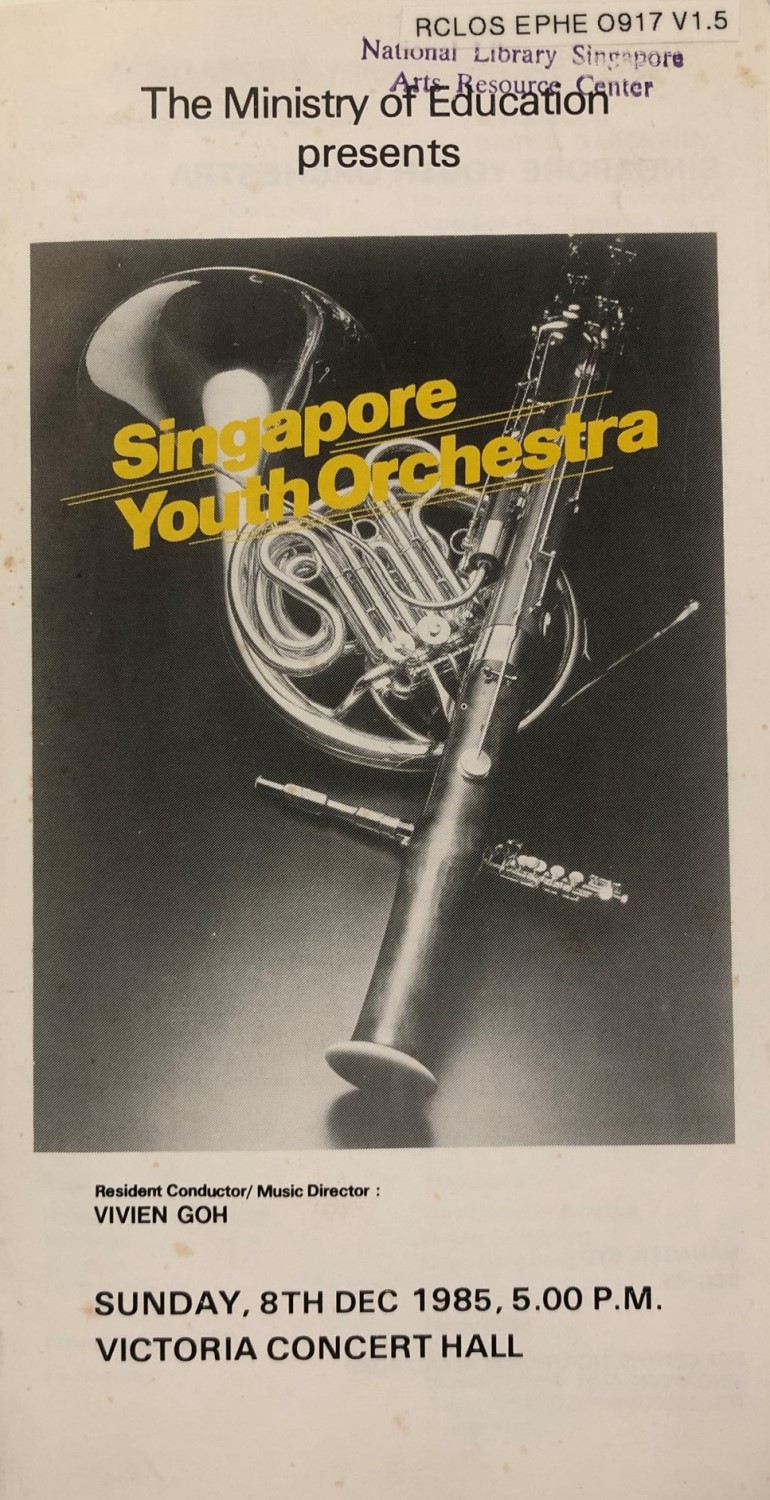 RCLOS EPHE O917 V1.5
National Library Singapore
Arts Resource Center
The Ministry of Education
presents
Singapore
Youth Orchestra
Resident Conductor/ Music Director :
VIVIEN GOH
SUNDAY, 8TH DEC 1985, 5.00 P.M.
VICTORIA CONCERT HALL